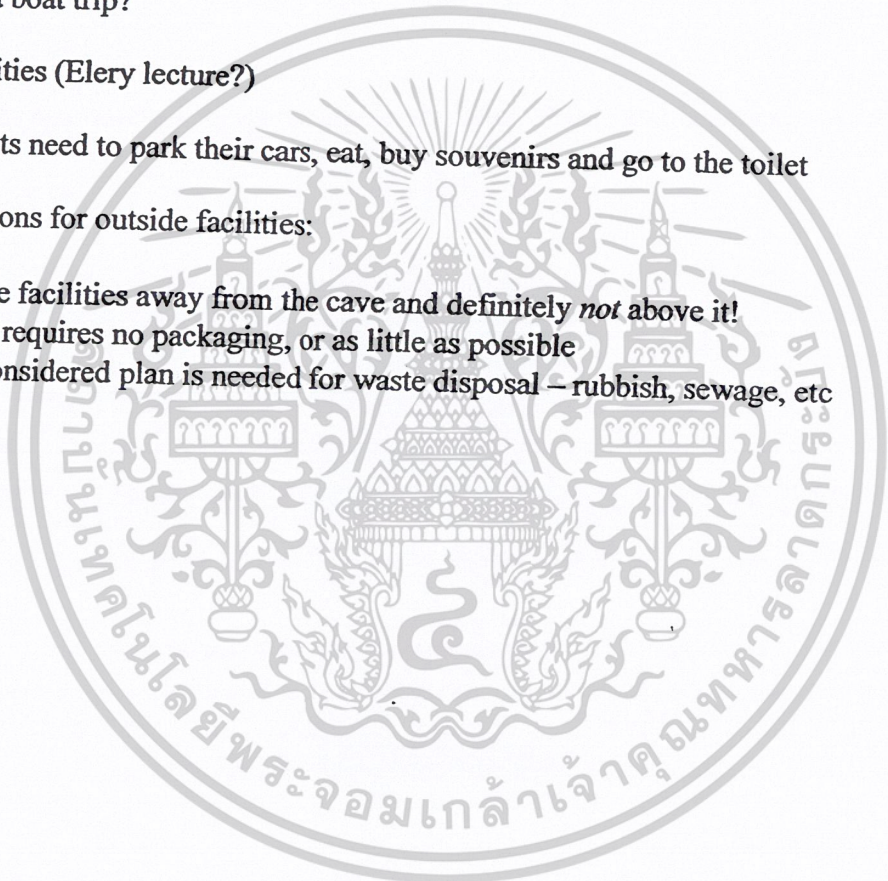 boat trip?
ities (Elery lecture?)
ts need to park their cars, eat, buy souvenirs and go to the toilet
ons for outside facilities:
e facilities away from the cave and definitely not above it!
requires no packaging, or as little as possible
onsidered plan is needed for waste disposal – rubbish, sewage, etc
สถาบันเทคโนโลยีพระจอมเกล้าเจ้าคุณทหารลาดกระบัง
๔